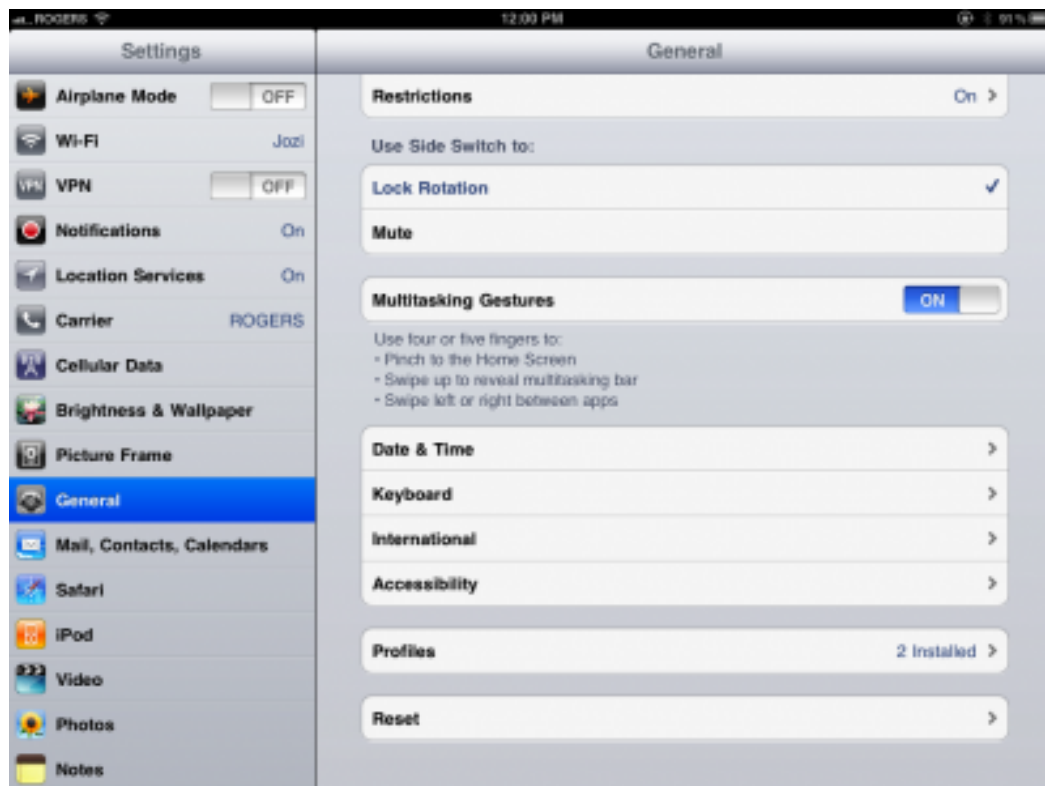 ROGERS 12:00 PM 91%
Settings
Airplane Mode OFF
Wi-Fi Jozi
VPN VPN OFF
Notifications On
Location Services On
Carrier ROGERS
Cellular Data
Brightness & Wallpaper
Picture Frame
General
Mail, Contacts, Calendars
Safari
iPod
Video
Photos
Notes
General
Restrictions On
Use Side Switch to:
Lock Rotation
Mute
Multitasking Gestures ON
Use four or five fingers to:
• Pinch to the Home Screen
• Swipe up to reveal multitasking bar
• Swipe left or right between apps
Date & Time
Keyboard
International
Accessibility
Profiles 2 Installed
Reset